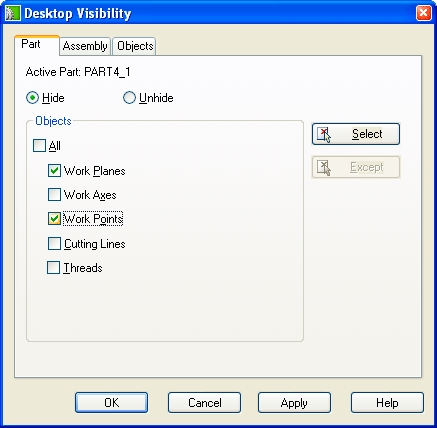 Desktop Visibility
Part Assembly Objects
Active Part: PART4_1
Hide Unhide
Objects
All
Select
Work Planes
Except
Work Axes
Work Points
Cutting Lines
Threads
OK Cancel Apply Help